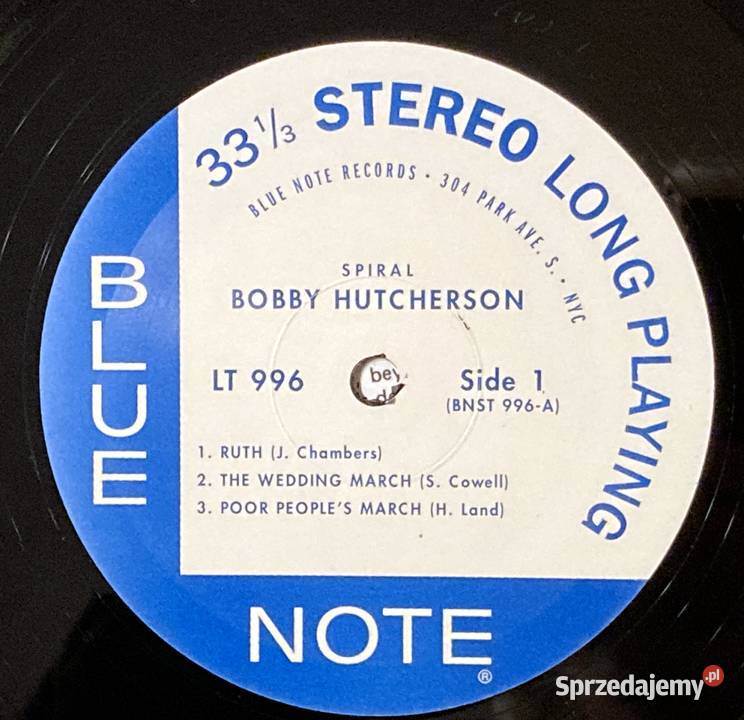 33⅓ STEREO LONG PLAYING
BLUE NOTE RECORDS • 304 PARK AVE. S. • NYC
SPIRAL
BOBBY HUTCHERSON
LT 996
bey
Side 1
(BNST 996-A)
1. RUTH (J. Chambers)
2. THE WEDDING MARCH (S. Cowell)
3. POOR PEOPLE'S MARCH (H. Land)
BLUE
NOTE®
Sprzedajemy.pl